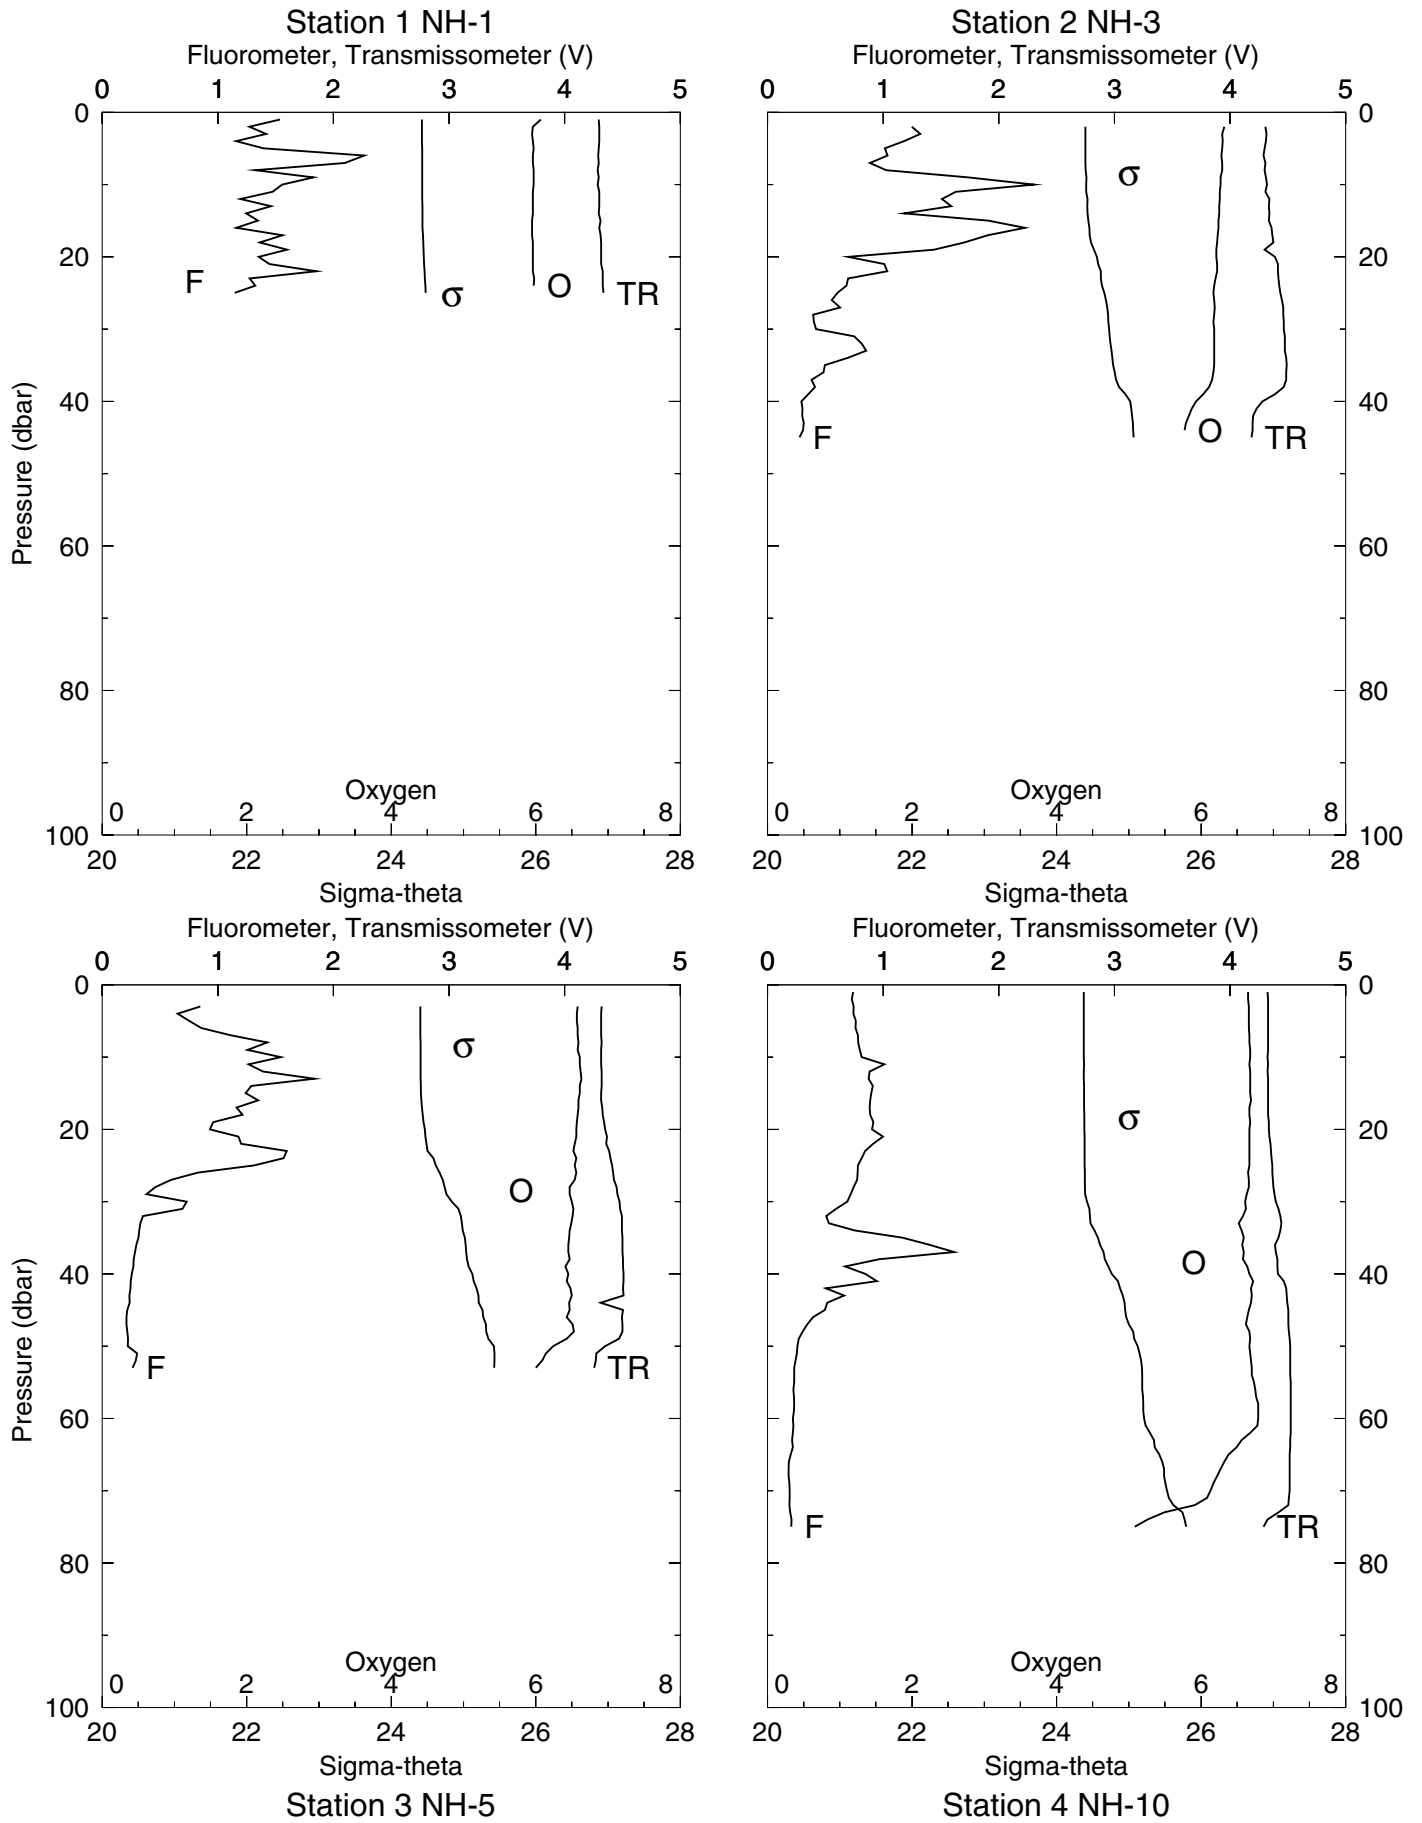 Station 1 NH-1
Fluorometer, Transmissometer (V)
0 1 2 3 4 5
0
20
40
60
80
100
Pressure (dbar)
F σ O TR
Oxygen
0 2 4 6 8
20 22 24 26 28
Sigma-theta
Station 2 NH-3
Fluorometer, Transmissometer (V)
0 1 2 3 4 5
0
20
40
60
80
100
σ
F O TR
Oxygen
0 2 4 6 8
20 22 24 26 28
Sigma-theta
Fluorometer, Transmissometer (V)
0 1 2 3 4 5
0
20
40
60
80
100
Pressure (dbar)
σ
O
F TR
Oxygen
0 2 4 6 8
20 22 24 26 28
Sigma-theta
Station 3 NH-5
Fluorometer, Transmissometer (V)
0 1 2 3 4 5
0
20
40
60
80
100
σ
O
F TR
Oxygen
0 2 4 6 8
20 22 24 26 28
Sigma-theta
Station 4 NH-10